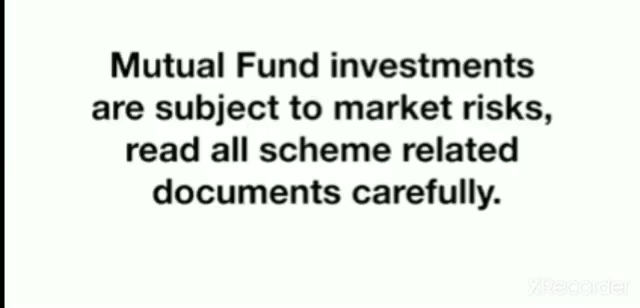 Mutual Fund investments
are subject to market risks,
read all scheme related
documents carefully.
XRecorder